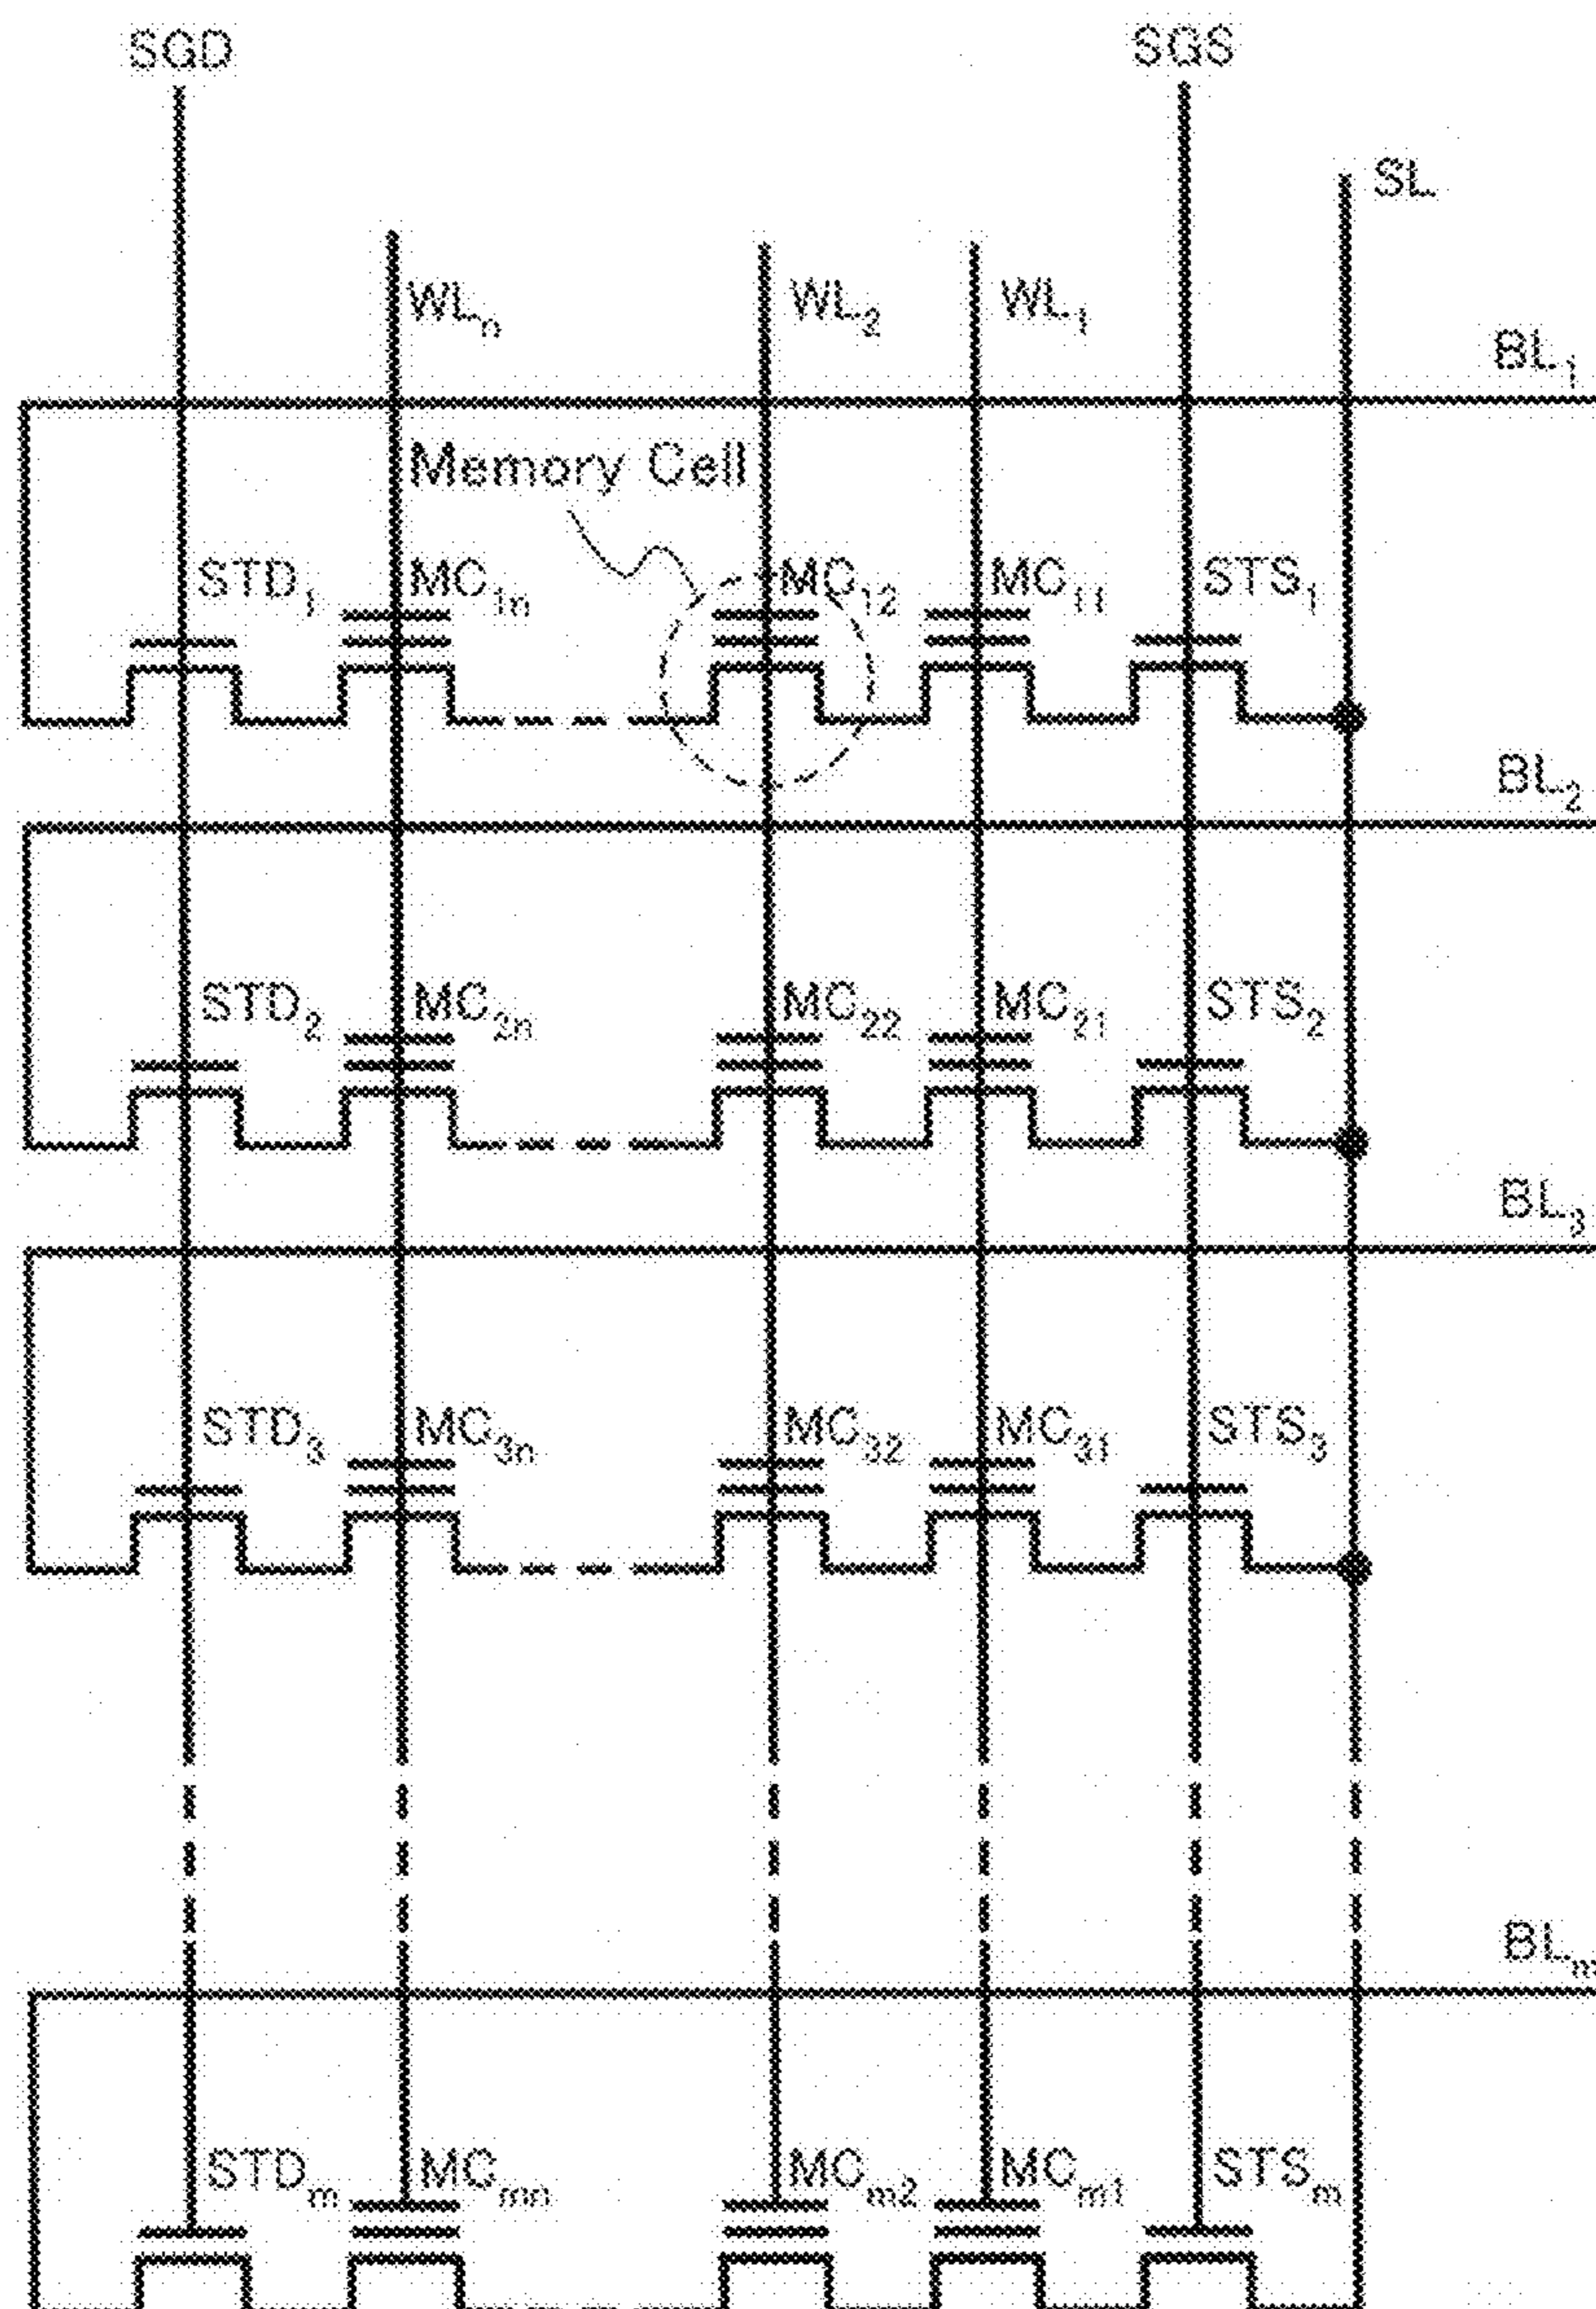 SGD SGS
SL
WLn WL2 WL1
BL1
Memory Cell
STD1 MC1n MC12 MC11 STS1
BL2
STD2 MC2n MC22 MC21 STS2
BL3
STD3 MC3n MC32 MC31 STS3
BLm
STDm MCmn MCm2 MCm1 STSm